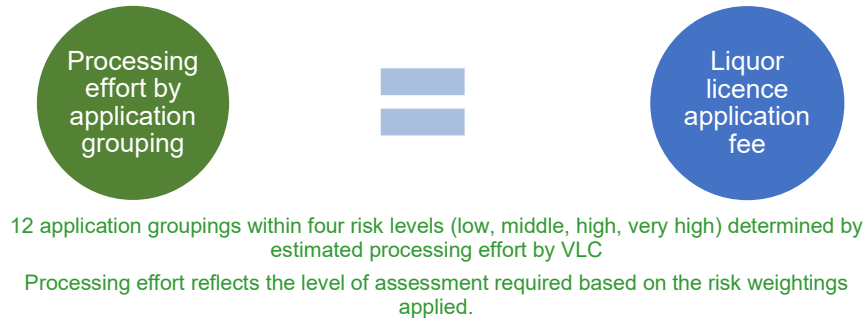 Processing
effort by
application
grouping
Liquor
licence
application
fee
12 application groupings within four risk levels (low, middle, high, very high) determined by
estimated processing effort by VLC
Processing effort reflects the level of assessment required based on the risk weightings
applied.